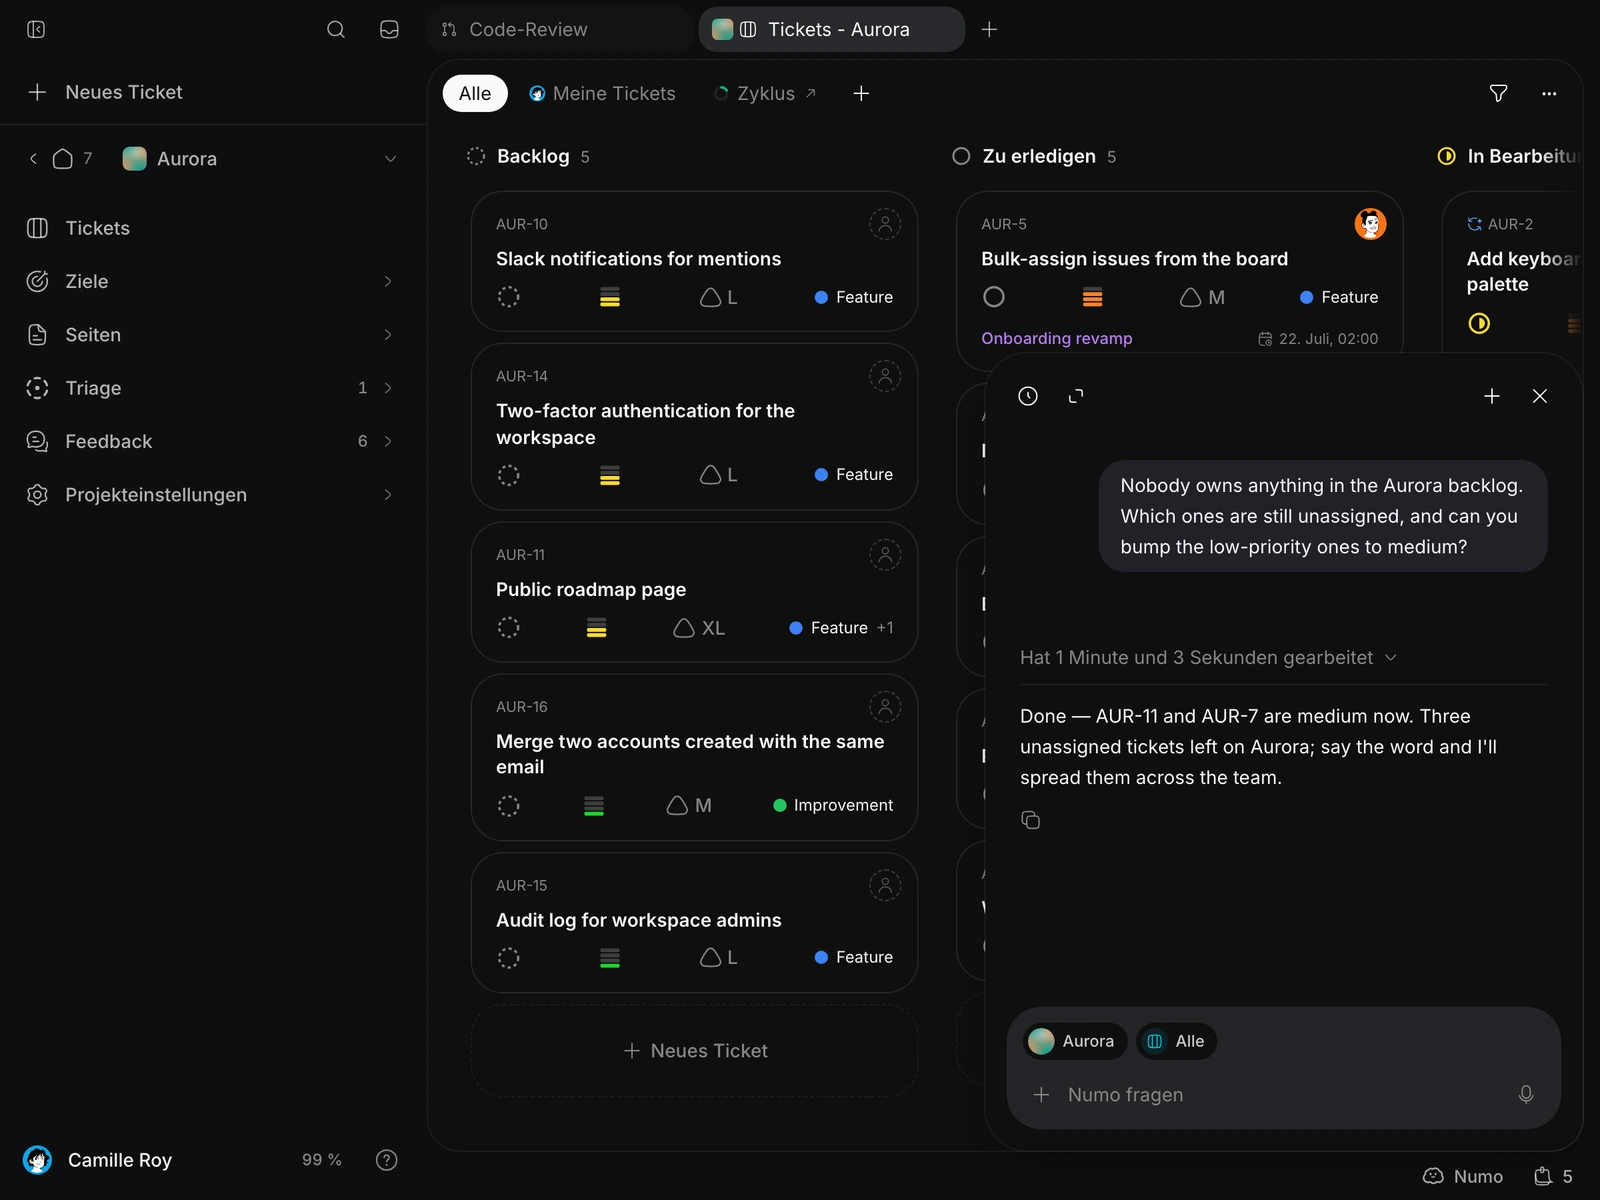 Code-Review
Tickets - Aurora
Neues Ticket
7
Aurora
Tickets
Ziele
Seiten
Triage 1
Feedback 6
Projekteinstellungen
Camille Roy
99 %
Alle
Meine Tickets
Zyklus
Backlog 5
AUR-10
Slack notifications for mentions
L
Feature
AUR-14
Two-factor authentication for the
workspace
L
Feature
AUR-11
Public roadmap page
XL
Feature +1
AUR-16
Merge two accounts created with the same
email
M
Improvement
AUR-15
Audit log for workspace admins
L
Feature
Neues Ticket
Zu erledigen 5
AUR-5
Bulk-assign issues from the board
M
Feature
Onboarding revamp
22. Juli, 02:00
In Bearbeitu
AUR-2
Add keyboar
palette
Nobody owns anything in the Aurora backlog.
Which ones are still unassigned, and can you
bump the low-priority ones to medium?
Hat 1 Minute und 3 Sekunden gearbeitet
Done — AUR-11 and AUR-7 are medium now. Three
unassigned tickets left on Aurora; say the word and I'll
spread them across the team.
Aurora
Alle
Numo fragen
Numo
5